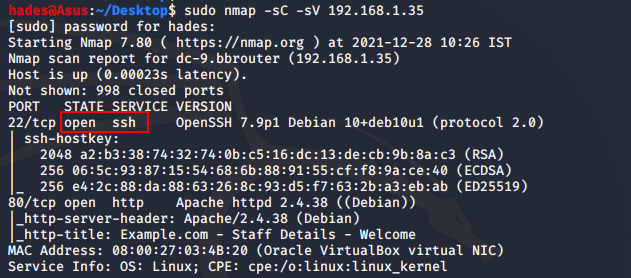 hades@Asus:~/Desktop$ sudo nmap -sC -sV 192.168.1.35
[sudo] password for hades:
Starting Nmap 7.80 ( https://nmap.org ) at 2021-12-28 10:26 IST
Nmap scan report for dc-9.bbrouter (192.168.1.35)
Host is up (0.00023s latency).
Not shown: 998 closed ports
PORT   STATE SERVICE VERSION
22/tcp open  ssh     OpenSSH 7.9p1 Debian 10+deb10u1 (protocol 2.0)
| ssh-hostkey:
|   2048 a2:b3:38:74:32:74:0b:c5:16:dc:13:de:cb:9b:8a:c3 (RSA)
|   256 06:5c:93:87:15:54:68:6b:88:91:55:cf:f8:9a:ce:40 (ECDSA)
|_  256 e4:2c:88:da:88:63:26:8c:93:d5:f7:63:2b:a3:eb:ab (ED25519)
80/tcp open  http    Apache httpd 2.4.38 ((Debian))
|_http-server-header: Apache/2.4.38 (Debian)
|_http-title: Example.com - Staff Details - Welcome
MAC Address: 08:00:27:03:4B:20 (Oracle VirtualBox virtual NIC)
Service Info: OS: Linux; CPE: cpe:/o:linux:linux_kernel